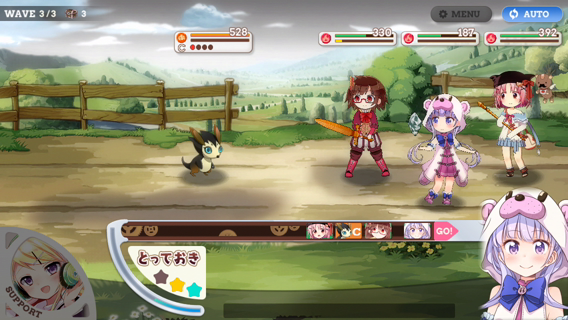 WAVE 3/3 3
MENU
AUTO
528
C
330
187
392
C
GO!
とっておき
SUPPORT